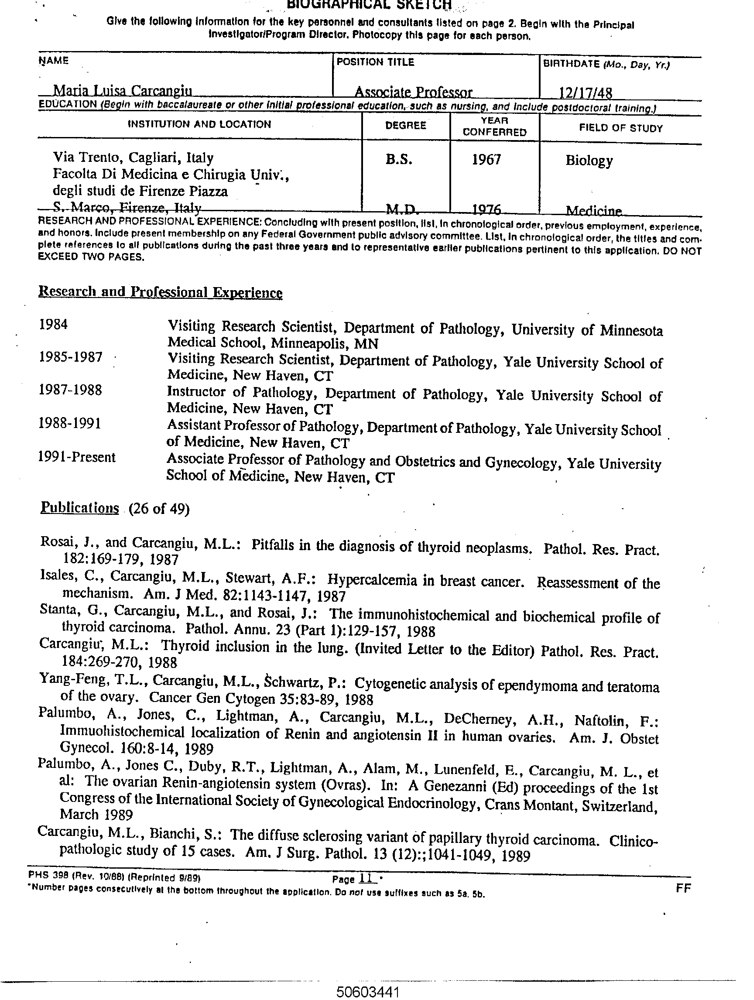 BIOGRAPHICAL SKETCH
Give the following information for the key personnel and consultants listed on page 2. Begin with the Principal
Investigator/Program Director. Photocopy this page for each person.
NAME
POSITION TITLE
BIRTHDATE (Mo., Day, Yr.)
Maria Luisa Carcangiu
Associate Professor
12/17/48
EDUCATION (Begin with baccalaureate or other initial professional education, such as nursing, and include postdoctoral training.)
INSTITUTION AND LOCATION
DEGREE
YEAR
CONFERRED
FIELD OF STUDY
Via Trento, Cagliari, Italy
B.S.
1967
Biology
Facolta Di Medicina e Chirugia Univ.,
degli studi de Firenze Piazza
S. Marco, Firenze, Italy
M.D.
1976
Medicine
RESEARCH AND PROFESSIONAL EXPERIENCE: Concluding with present position, list, in chronological order, previous employment, experience,
and honors. Include present membership on any Federal Government public advisory committee. List, in chronological order, the titles and com-
plete references to all publications during the past three years and to representative earlier publications pertinent to this application. DO NOT
EXCEED TWO PAGES.
Research and Professional Experience
1984 Visiting Research Scientist, Department of Pathology, University of Minnesota
Medical School, Minneapolis, MN
1985-1987 Visiting Research Scientist, Department of Pathology, Yale University School of
Medicine, New Haven, CT
1987-1988 Instructor of Pathology, Department of Pathology, Yale University School of
Medicine, New Haven, CT
1988-1991 Assistant Professor of Pathology, Department of Pathology, Yale University School
of Medicine, New Haven, CT
1991-Present Associate Professor of Pathology and Obstetrics and Gynecology, Yale University
School of Medicine, New Haven, CT
Publications (26 of 49)
Rosai, J., and Carcangiu, M.L.: Pitfalls in the diagnosis of thyroid neoplasms. Pathol. Res. Pract.
182:169-179, 1987
Isales, C., Carcangiu, M.L., Stewart, A.F.: Hypercalcemia in breast cancer. Reassessment of the
mechanism. Am. J Med. 82:1143-1147, 1987
Stanta, G., Carcangiu, M.L., and Rosai, J.: The immunohistochemical and biochemical profile of
thyroid carcinoma. Pathol. Annu. 23 (Part 1):129-157, 1988
Carcangiu, M.L.: Thyroid inclusion in the lung. (Invited Letter to the Editor) Pathol. Res. Pract.
184:269-270, 1988
Yang-Feng, T.L., Carcangiu, M.L., Schwartz, P.: Cytogenetic analysis of ependymoma and teratoma
of the ovary. Cancer Gen Cytogen 35:83-89, 1988
Palumbo, A., Jones, C., Lightman, A., Carcangiu, M.L., DeCherney, A.H., Naftolin, F.:
Immuohistochemical localization of Renin and angiotensin II in human ovaries. Am. J. Obstet
Gynecol. 160:8-14, 1989
Palumbo, A., Jones C., Duby, R.T., Lightman, A., Alam, M., Lunenfeld, E., Carcangiu, M. L., et
al: The ovarian Renin-angiotensin system (Ovras). In: A Genezanni (Ed) proceedings of the 1st
Congress of the International Society of Gynecological Endocrinology, Crans Montant, Switzerland,
March 1989
Carcangiu, M.L., Bianchi, S.: The diffuse sclerosing variant of papillary thyroid carcinoma. Clinico-
pathologic study of 15 cases. Am. J Surg. Pathol. 13 (12):;1041-1049, 1989
PHS 398 (Rev. 10/88) (Reprinted 9/89)
Page 11 *
FF
*Number pages consecutively at the bottom throughout the application. Do not use suffixes such as 5a, 5b.
50603441